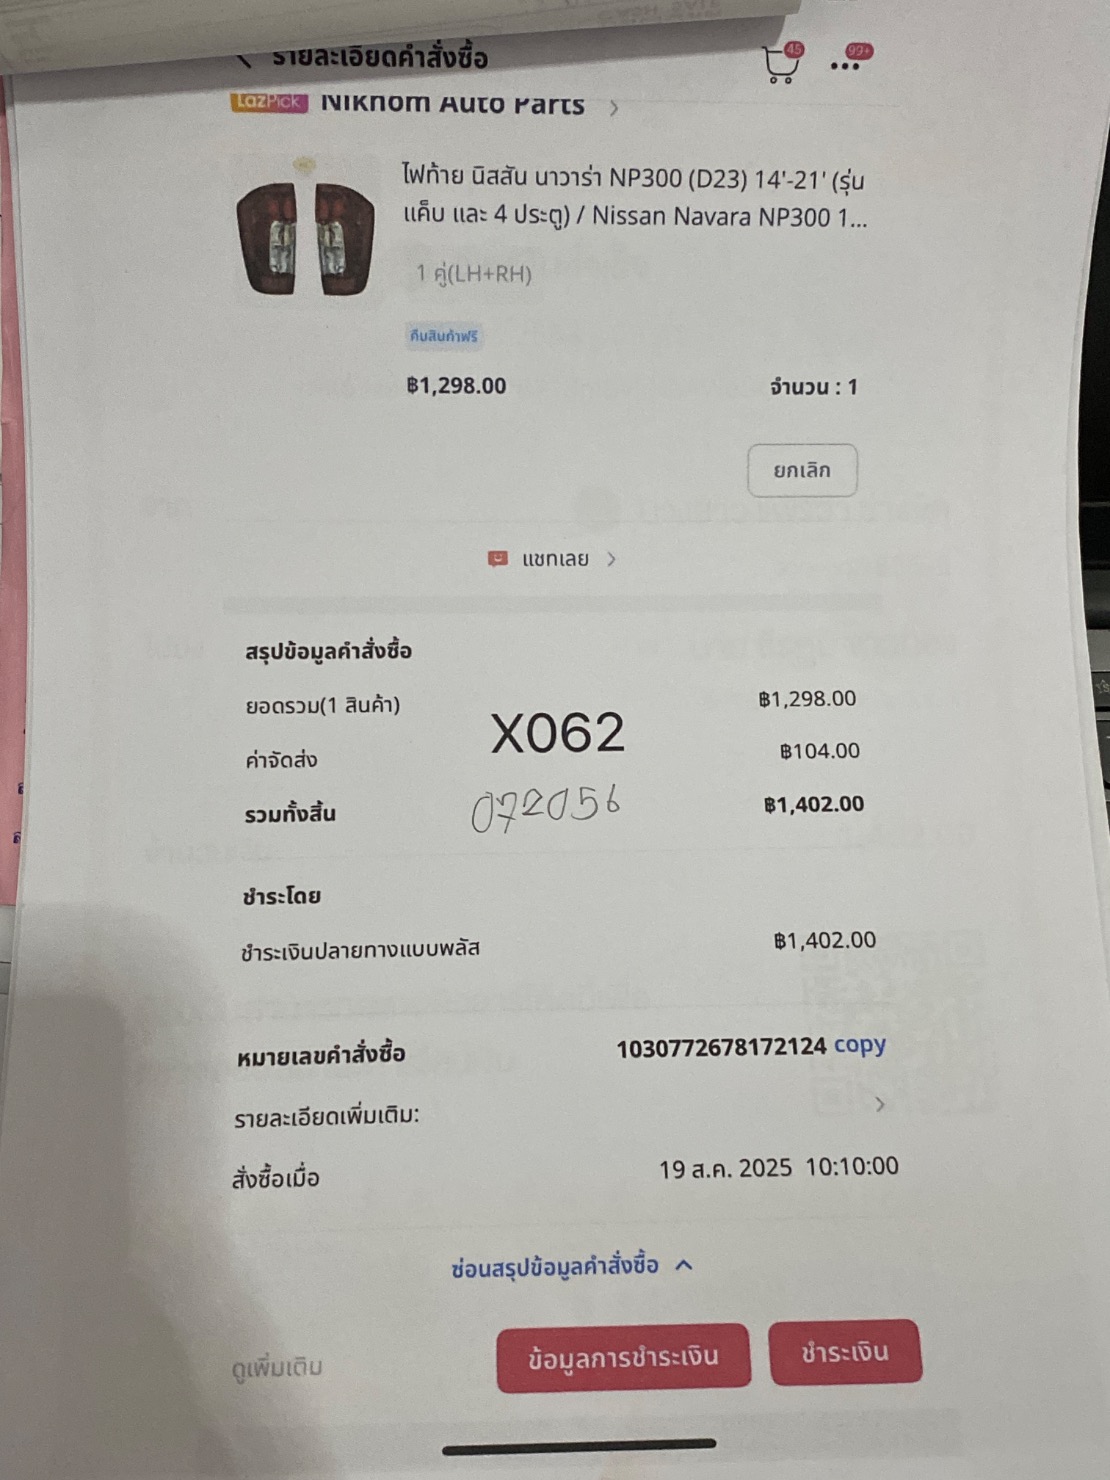 รายละเอียดคำสั่งซื้อ 45 99+
LazPick Nikhom Auto Parts
ไฟท้าย นิสสัน นาวาร่า NP300 (D23) 14'-21' (รุ่น
แค็บ และ 4 ประตู) / Nissan Navara NP300 1...
1 คู่(LH+RH)
คืนสินค้าฟรี
฿1,298.00 จำนวน : 1
ยกเลิก
แชทเลย
สรุปข้อมูลคำสั่งซื้อ
ยอดรวม(1 สินค้า) ฿1,298.00
X062
ค่าจัดส่ง ฿104.00
รวมทั้งสิ้น 072056 ฿1,402.00
ชำระโดย
ชำระเงินปลายทางแบบพลัส ฿1,402.00
หมายเลขคำสั่งซื้อ 1030772678172124 copy
รายละเอียดเพิ่มเติม:
สั่งซื้อเมื่อ 19 ส.ค. 2025 10:10:00
ซ่อนสรุปข้อมูลคำสั่งซื้อ
ดูเพิ่มเติม ข้อมูลการชำระเงิน ชำระเงิน